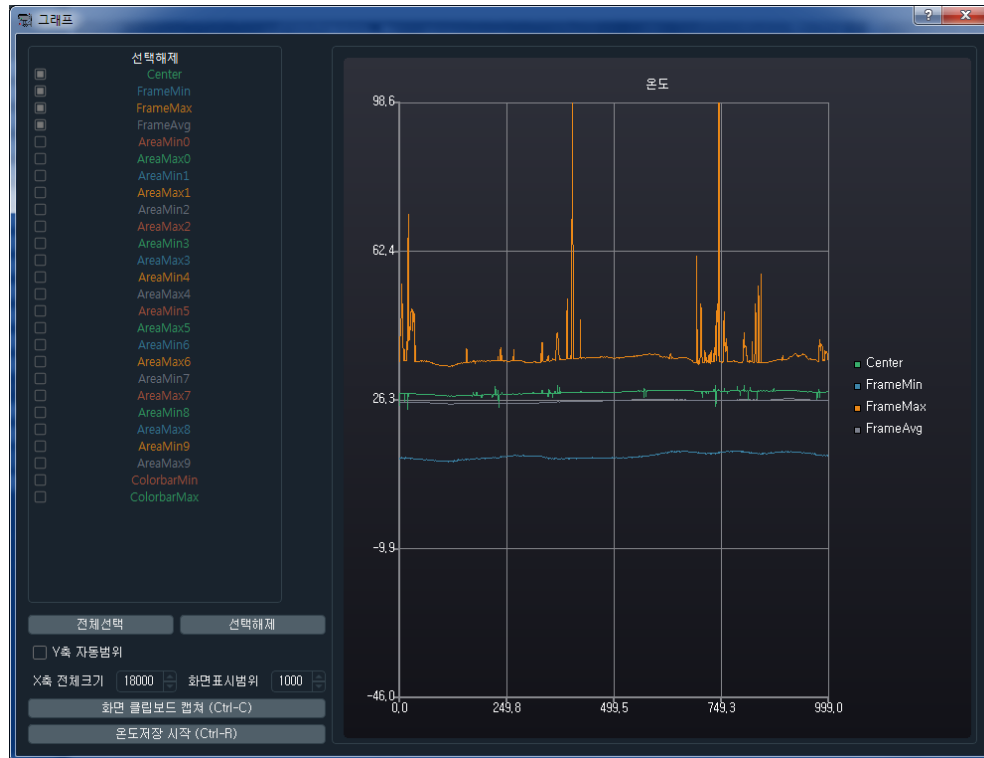 그래프
?
X
선택해제
Center
FrameMin
FrameMax
FrameAvg
AreaMin0
AreaMax0
AreaMin1
AreaMax1
AreaMin2
AreaMax2
AreaMin3
AreaMax3
AreaMin4
AreaMax4
AreaMin5
AreaMax5
AreaMin6
AreaMax6
AreaMin7
AreaMax7
AreaMin8
AreaMax8
AreaMin9
AreaMax9
ColorbarMin
ColorbarMax
전체선택 선택해제
Y축 자동범위
X축 전체크기 18000 화면표시범위 1000
화면 클립보드 캡쳐 (Ctrl-C)
온도저장 시작 (Ctrl-R)
온도
98,6
62,4
26,3
-9,9
-46,0
0,0 249,8 499,5 749,3 999,0
Center
FrameMin
FrameMax
FrameAvg